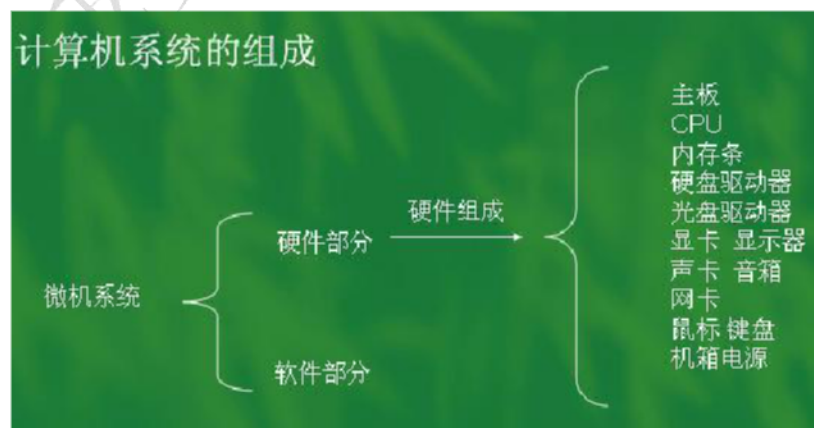 计算机系统的组成
主板
CPU
内存条
硬盘驱动器
光盘驱动器
硬件组成
硬件部分
显卡 显示器
声卡 音箱
微机系统
网卡
鼠标 键盘
机箱电源
软件部分